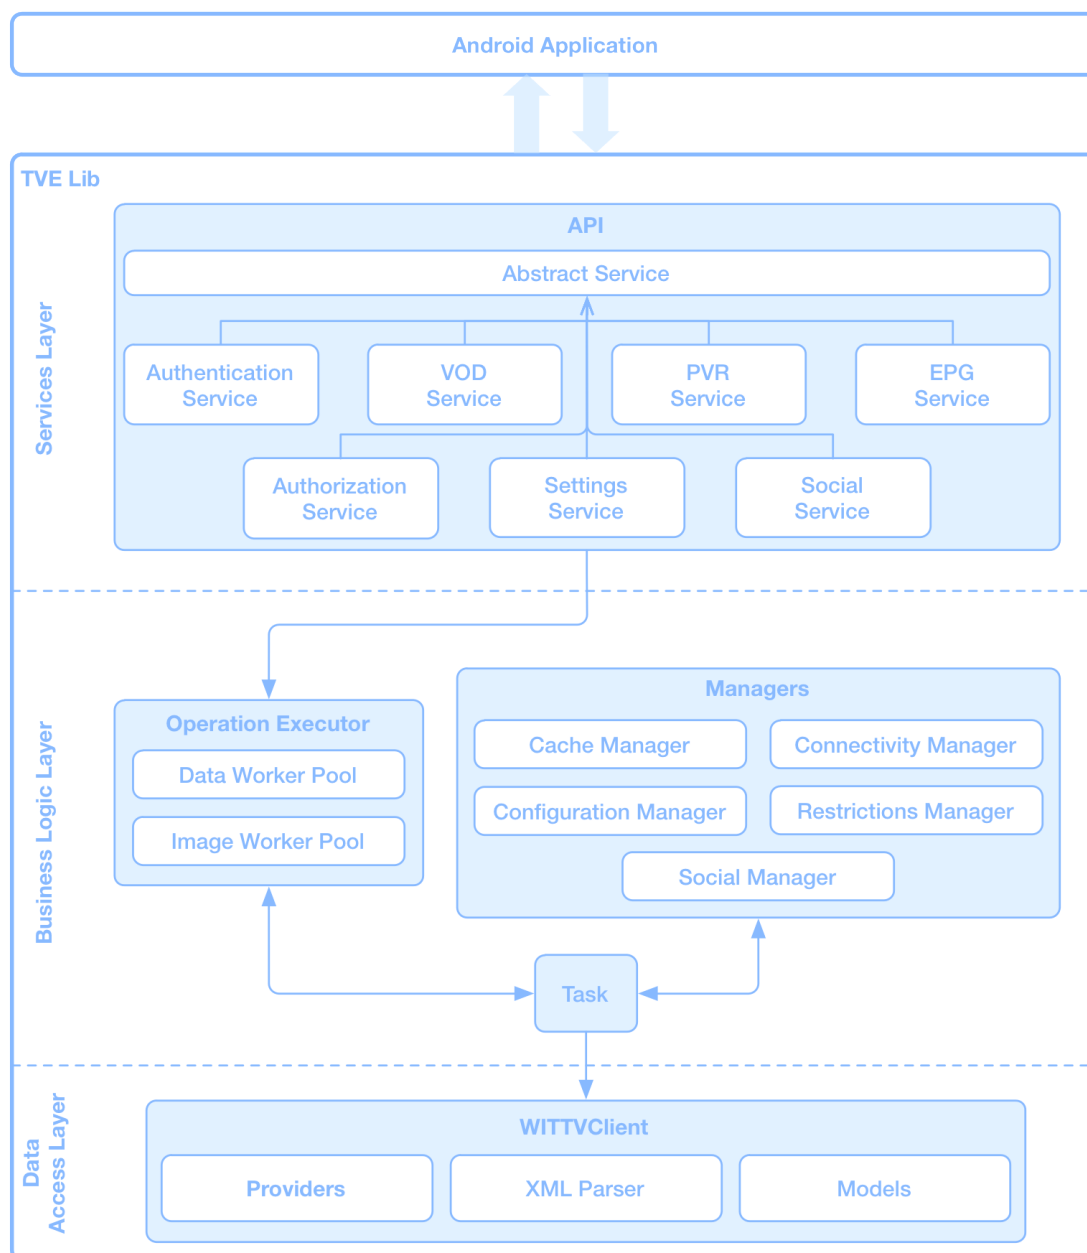 Android Application
TVE Lib
Services Layer
API
Abstract Service
Authentication
Service
VOD
Service
PVR
Service
EPG
Service
Authorization
Service
Settings
Service
Social
Service
Business Logic Layer
Operation Executor
Data Worker Pool
Image Worker Pool
Managers
Cache Manager
Connectivity Manager
Configuration Manager
Restrictions Manager
Social Manager
Task
Data
Access Layer
WITTVClient
Providers
XML Parser
Models